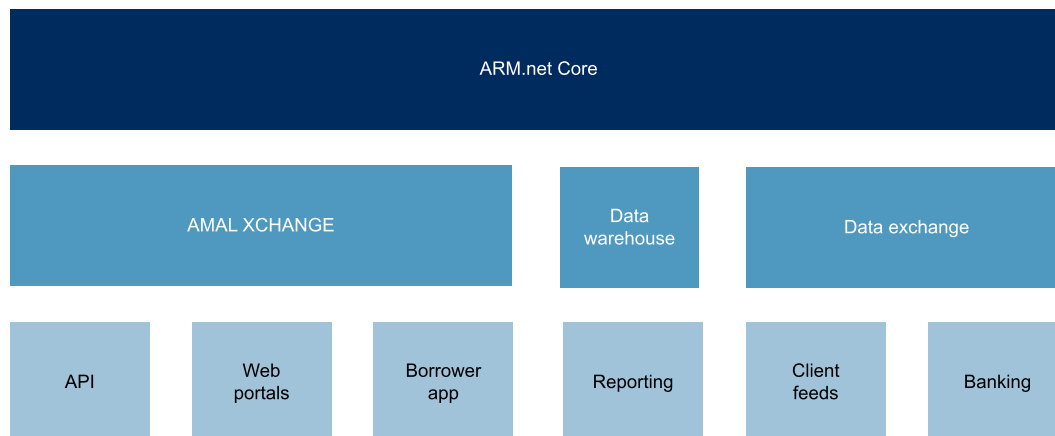 ARM.net Core
AMAL XCHANGE
Data
warehouse
Data exchange
API
Web
portals
Borrower
app
Reporting
Client
feeds
Banking